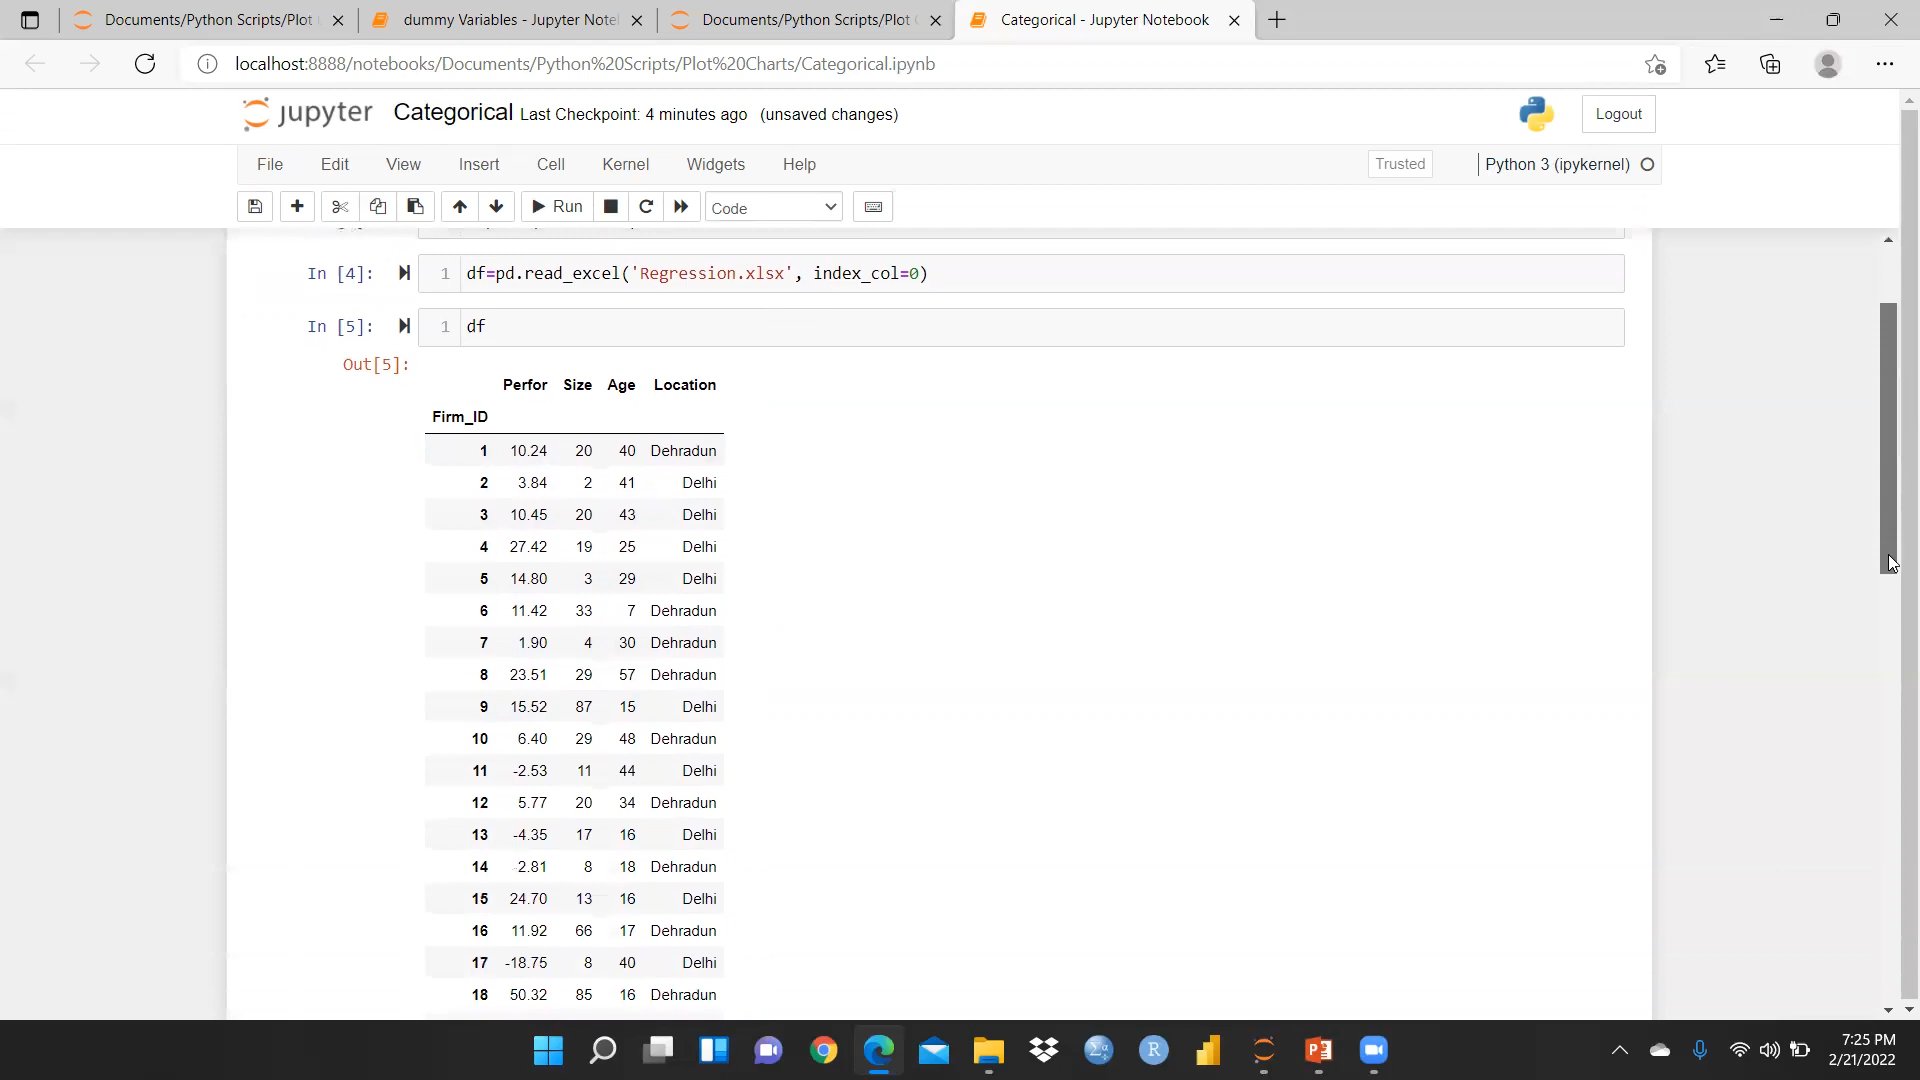 Documents/Python Scripts/Plot
dummy Variables - Jupyter Note
Documents/Python Scripts/Plot
Categorical - Jupyter Notebook
localhost:8888/notebooks/Documents/Python%20Scripts/Plot%20Charts/Categorical.ipynb
jupyter Categorical Last Checkpoint: 4 minutes ago (unsaved changes)
Logout
File Edit View Insert Cell Kernel Widgets Help
Trusted
Python 3 (ipykernel)
Run
Code
In [4]: 1 df=pd.read_excel('Regression.xlsx', index_col=0)
In [5]: 1 df
Out[5]:
Perfor Size Age Location
Firm_ID
1 10.24 20 40 Dehradun
2 3.84 2 41 Delhi
3 10.45 20 43 Delhi
4 27.42 19 25 Delhi
5 14.80 3 29 Delhi
6 11.42 33 7 Dehradun
7 1.90 4 30 Dehradun
8 23.51 29 57 Dehradun
9 15.52 87 15 Delhi
10 6.40 29 48 Dehradun
11 -2.53 11 44 Delhi
12 5.77 20 34 Dehradun
13 -4.35 17 16 Delhi
14 -2.81 8 18 Dehradun
15 24.70 13 16 Delhi
16 11.92 66 17 Dehradun
17 -18.75 8 40 Delhi
18 50.32 85 16 Dehradun
7:25 PM
2/21/2022